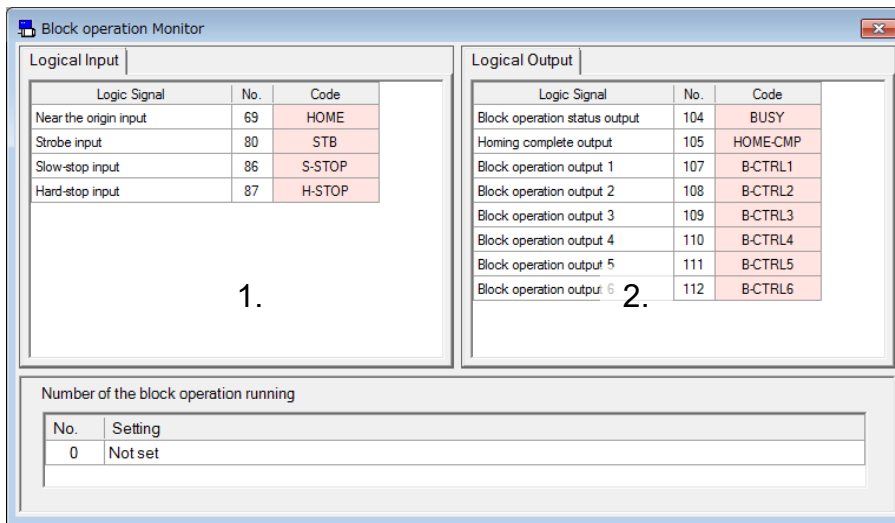 Block operation Monitor
Logical Input
Logic Signal No. Code
Near the origin input 69 HOME
Strobe input 80 STB
Slow-stop input 86 S-STOP
Hard-stop input 87 H-STOP
1.
Logical Output
Logic Signal No. Code
Block operation status output 104 BUSY
Homing complete output 105 HOME-CMP
Block operation output 1 107 B-CTRL1
Block operation output 2 108 B-CTRL2
Block operation output 3 109 B-CTRL3
Block operation output 4 110 B-CTRL4
Block operation output 5 111 B-CTRL5
Block operation output 6 112 B-CTRL6
2.
Number of the block operation running
No. Setting
0 Not set